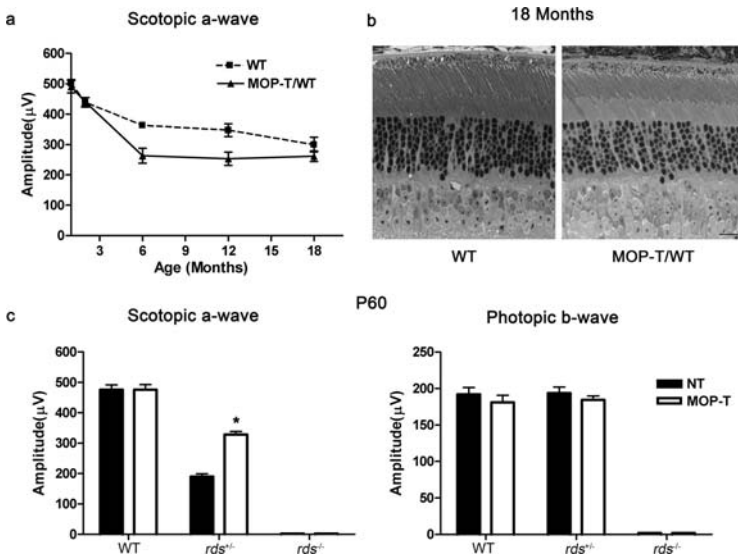 a
Scotopic a-wave
Amplitude(µV)
600
500
400
300
200
100
0
WT
MOP-T/WT
3
6
9
12
15
18
Age (Months)
b
18 Months
WT
MOP-T/WT
P60
c
Scotopic a-wave
Amplitude(µV)
600
500
400
300
200
100
0
*
WT
rds+/-
rds-/-
Photopic b-wave
Amplitude(µV)
250
200
150
100
50
0
NT
MOP-T
WT
rds+/-
rds-/-